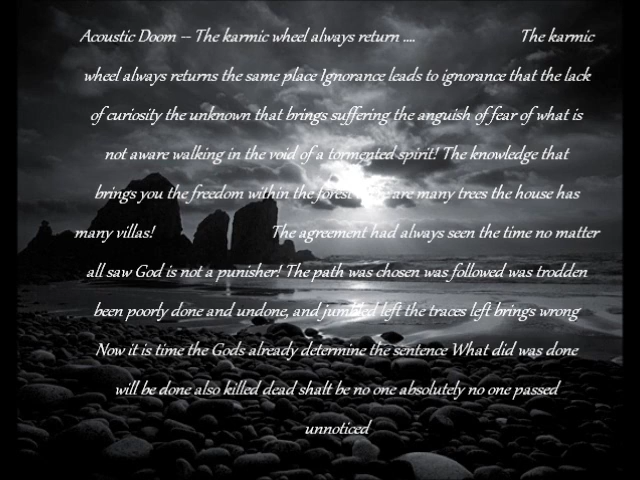 Acoustic Doom -- The karmic wheel always return .... The karmic
wheel always returns the same place Ignorance leads to ignorance that the lack
of curiosity the unknown that brings suffering the anguish of fear of what is
not aware walking in the void of a tormented spirit! The knowledge that
brings you the freedom within the forest are many trees the house has
many villas! The agreement had always seen the time no matter
all saw God is not a punisher! The path was chosen was followed was trodden
been poorly done and undone, and jumbled left the traces left brings wrong
Now it is time the Gods already determine the sentence What did was done
will be done also killed dead shalt be no one absolutely no one passed
unnoticed